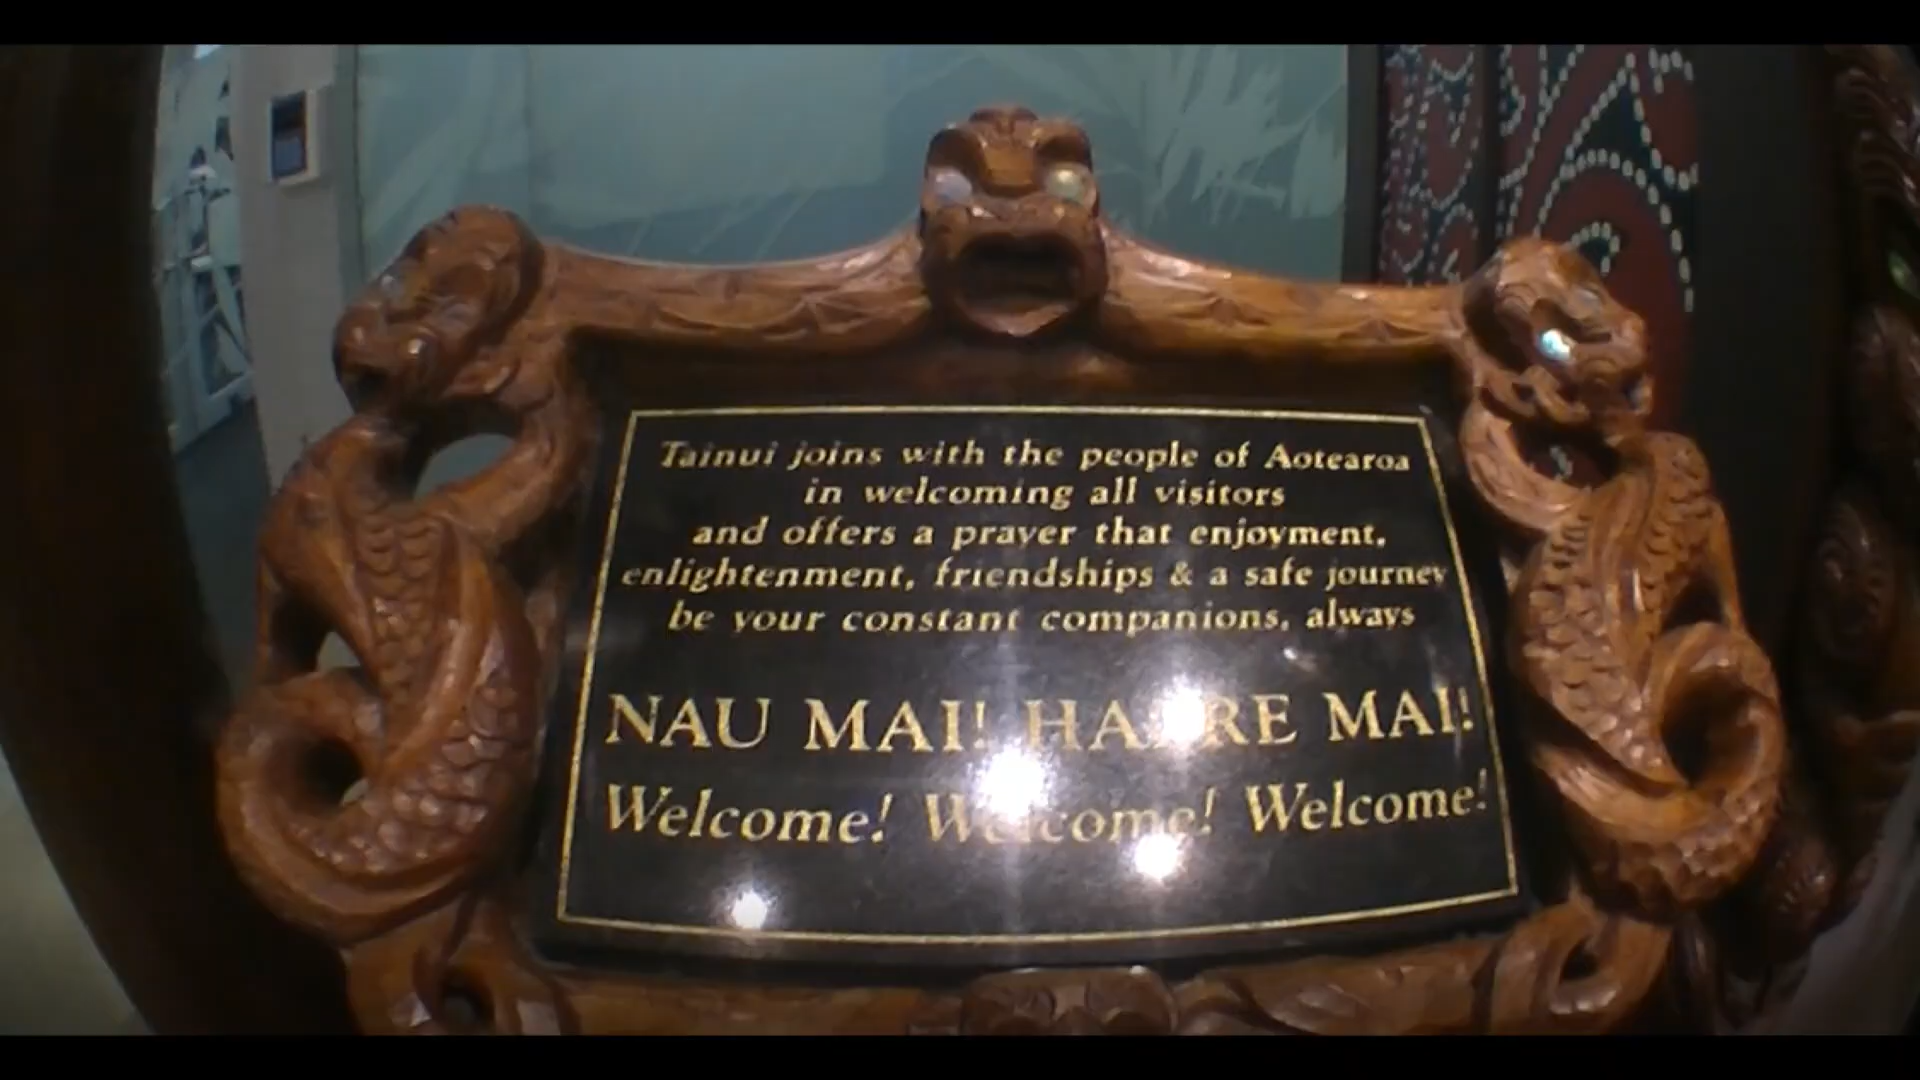 Tainui joins with the people of Aotearoa
in welcoming all visitors
and offers a prayer that enjoyment,
enlightenment, friendships & a safe journey
be your constant companions, always
NAU MAI! HAERE MAI!
Welcome! Welcome! Welcome!